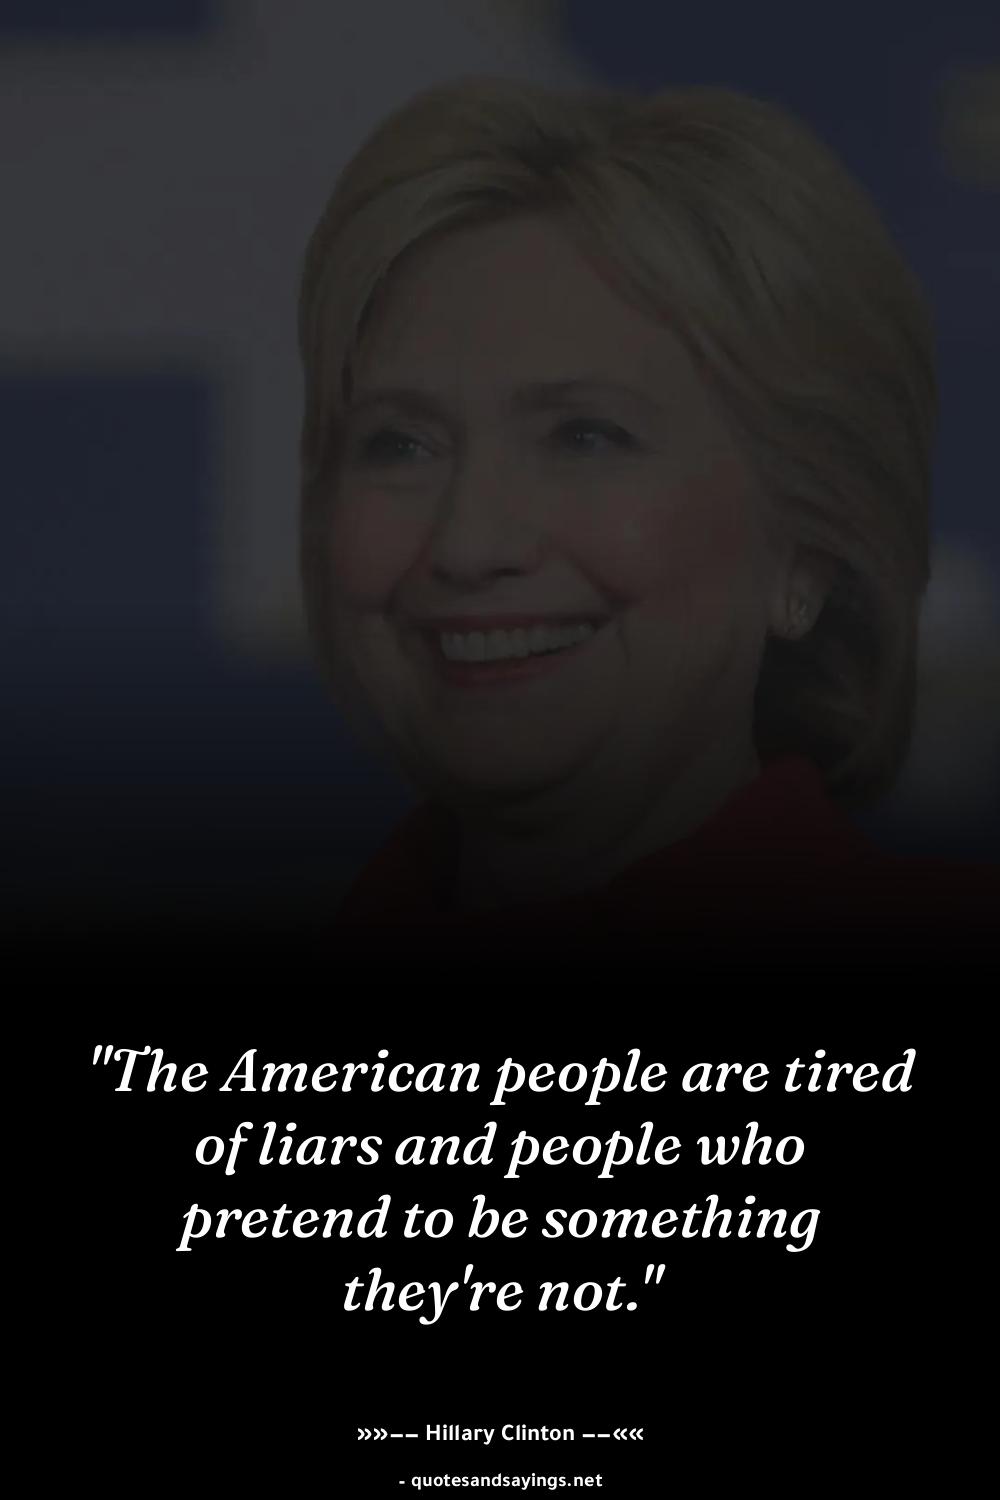 "The American people are tired
of liars and people who
pretend to be something
they're not."
»»−− Hillary Clinton −−««
- quotesandsayings.net